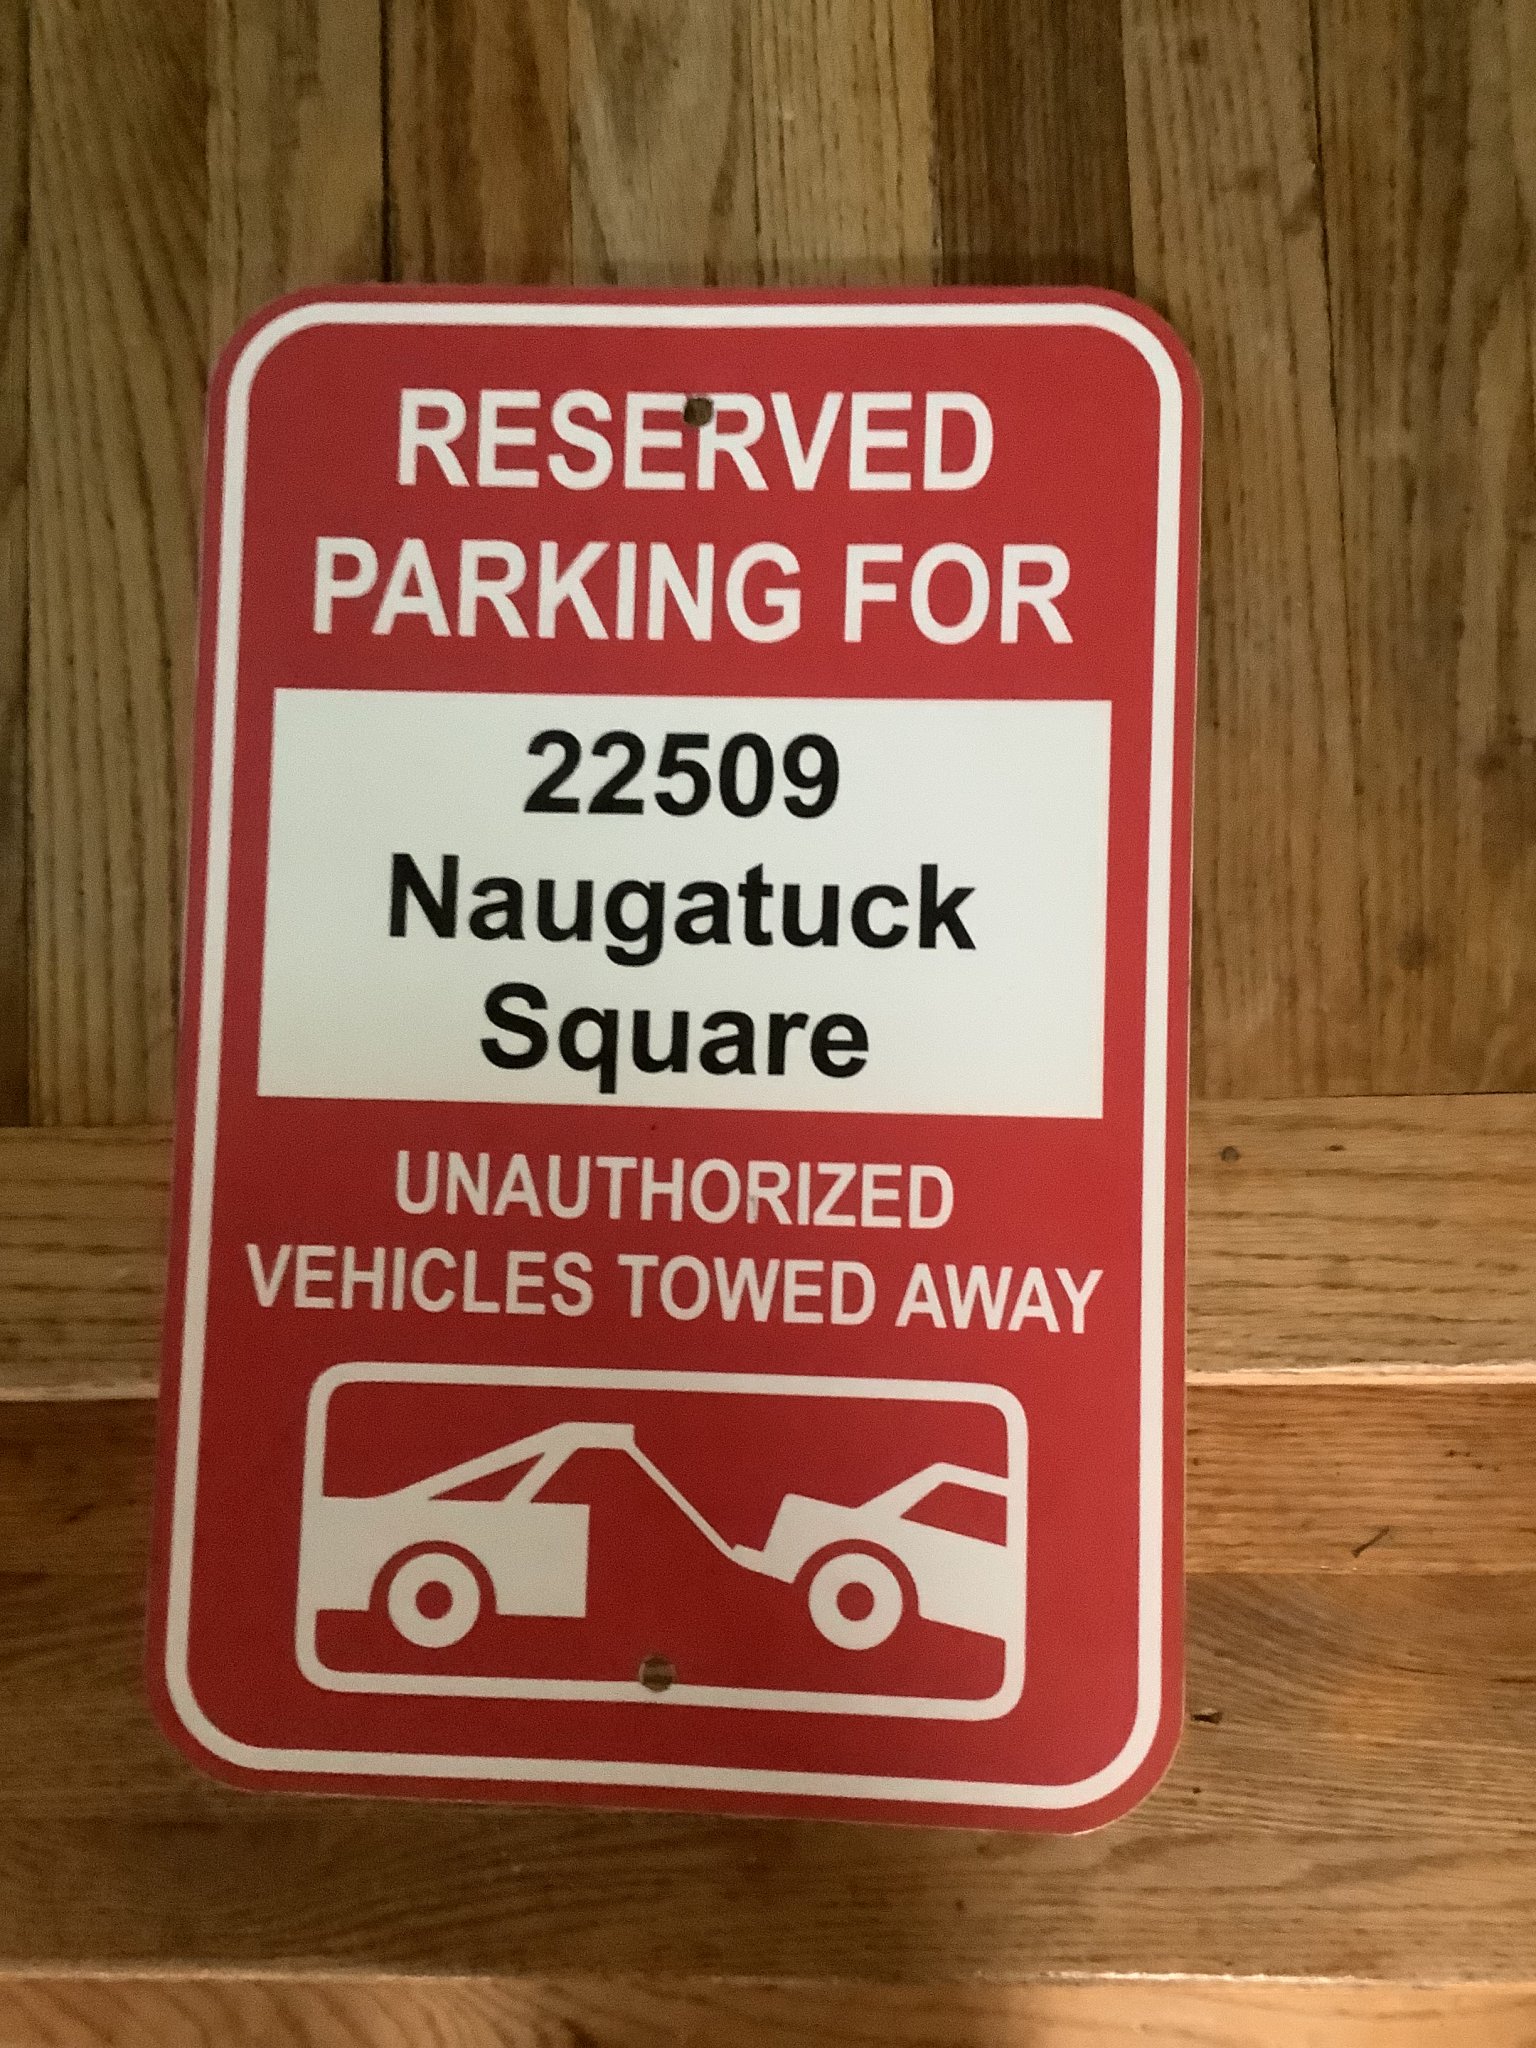 RESERVED
PARKING FOR
22509
Naugatuck
Square
UNAUTHORIZED
VEHICLES TOWED AWAY